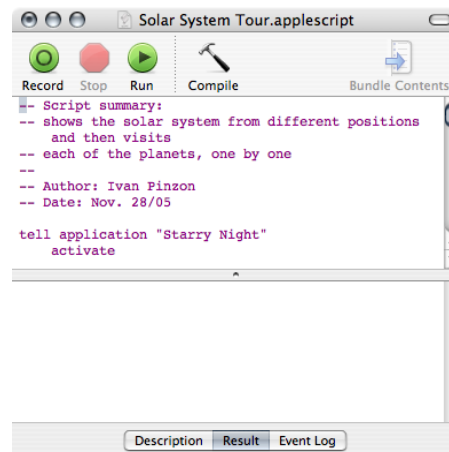 Solar System Tour.applescript
Record Stop Run Compile Bundle Contents
-- Script summary:
-- shows the solar system from different positions
and then visits
-- each of the planets, one by one
--
-- Author: Ivan Pinzon
-- Date: Nov. 28/05
tell application "Starry Night"
activate
Description Result Event Log